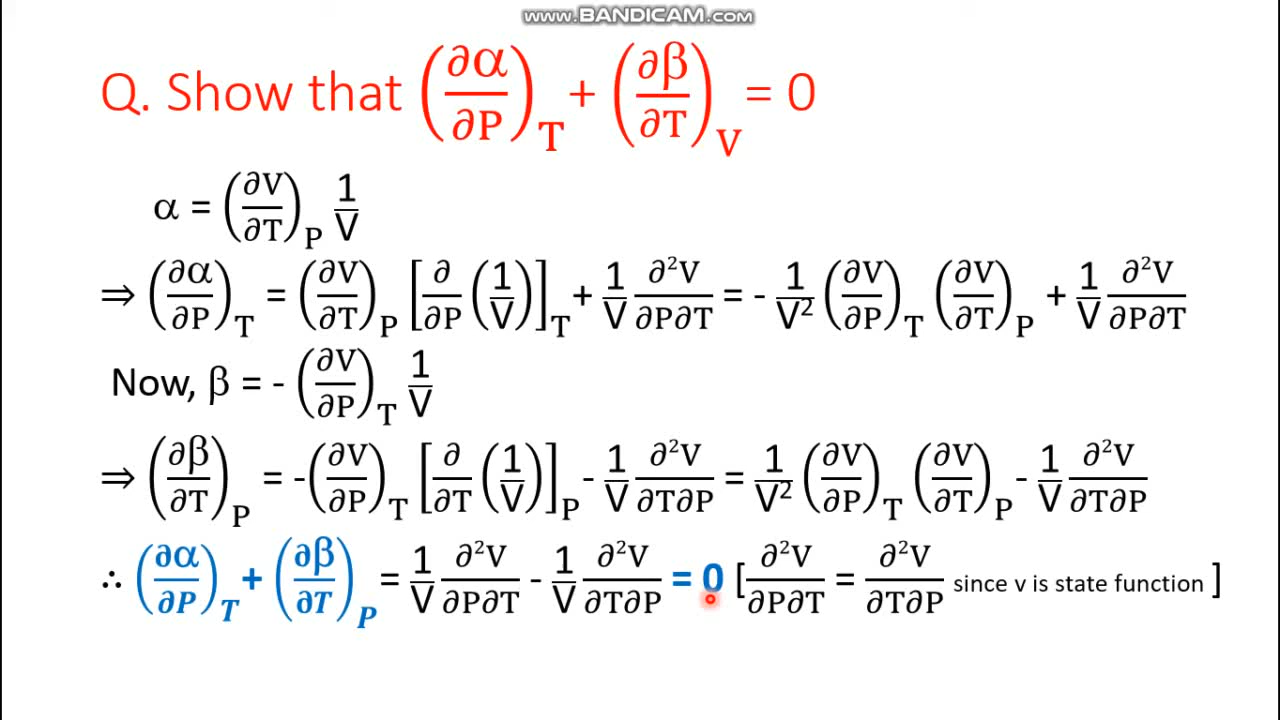 www.BANDICAM.com
Q. Show that (∂α/∂P)_T + (∂β/∂T)_V = 0
α = (∂V/∂T)_P 1/V
⇒ (∂α/∂P)_T = (∂V/∂T)_P [∂/∂P (1/V)]_T + 1/V ∂²V/∂P∂T = - 1/V² (∂V/∂P)_T (∂V/∂T)_P + 1/V ∂²V/∂P∂T
Now, β = - (∂V/∂P)_T 1/V
⇒ (∂β/∂T)_P = -(∂V/∂P)_T [∂/∂T (1/V)]_P - 1/V ∂²V/∂T∂P = 1/V² (∂V/∂P)_T (∂V/∂T)_P - 1/V ∂²V/∂T∂P
∴ (∂α/∂P)_T + (∂β/∂T)_P = 1/V ∂²V/∂P∂T - 1/V ∂²V/∂T∂P = 0 [∂²V/∂P∂T = ∂²V/∂T∂P since v is state function ]